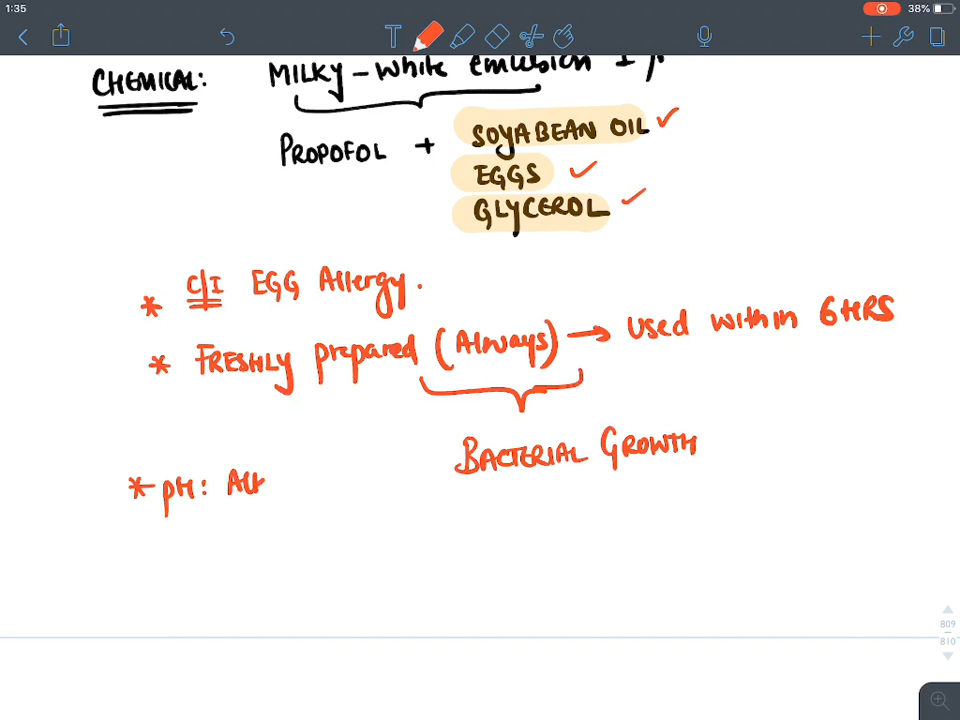 1:35
38%
T
CHEMICAL: MILKY-white emulsion
PROPOFOL + SOYABEAN OIL
EGGS
GLYCEROL
* C/I EGG Allergy.
* FRESHLY prepared (Always) → used within 6HRS
BACTERIAL GROWTH
* pH: Alk
809
810